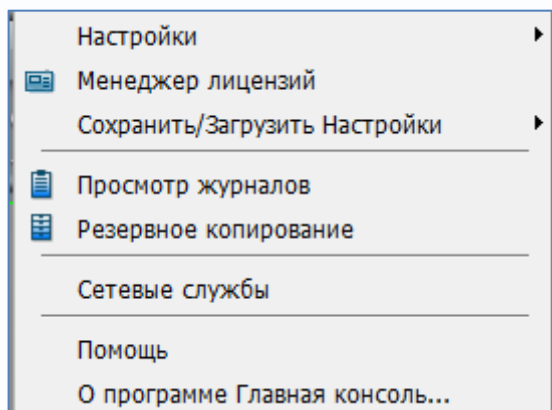 Настройки
Менеджер лицензий
Сохранить/Загрузить Настройки
Просмотр журналов
Резервное копирование
Сетевые службы
Помощь
О программе Главная консоль...